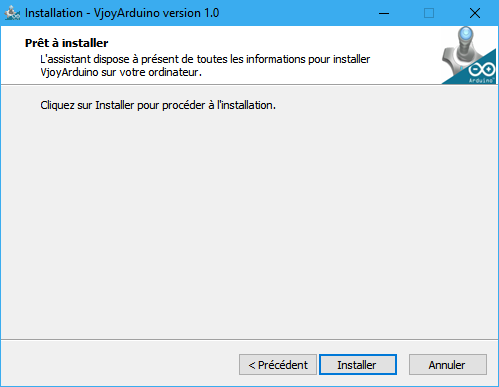 Installation - VjoyArduino version 1.0
Prêt à installer
L'assistant dispose à présent de toutes les informations pour installer
VjoyArduino sur votre ordinateur.
Arduino
Cliquez sur Installer pour procéder à l'installation.
< Précédent
Installer
Annuler